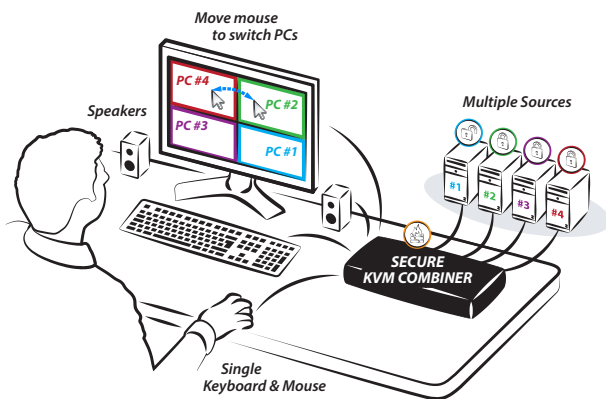 Move mouse
to switch PCs
PC #4
PC #2
PC #3
PC #1
Speakers
Multiple Sources
#1
#2
#3
#4
SECURE
KVM COMBINER
Single
Keyboard & Mouse